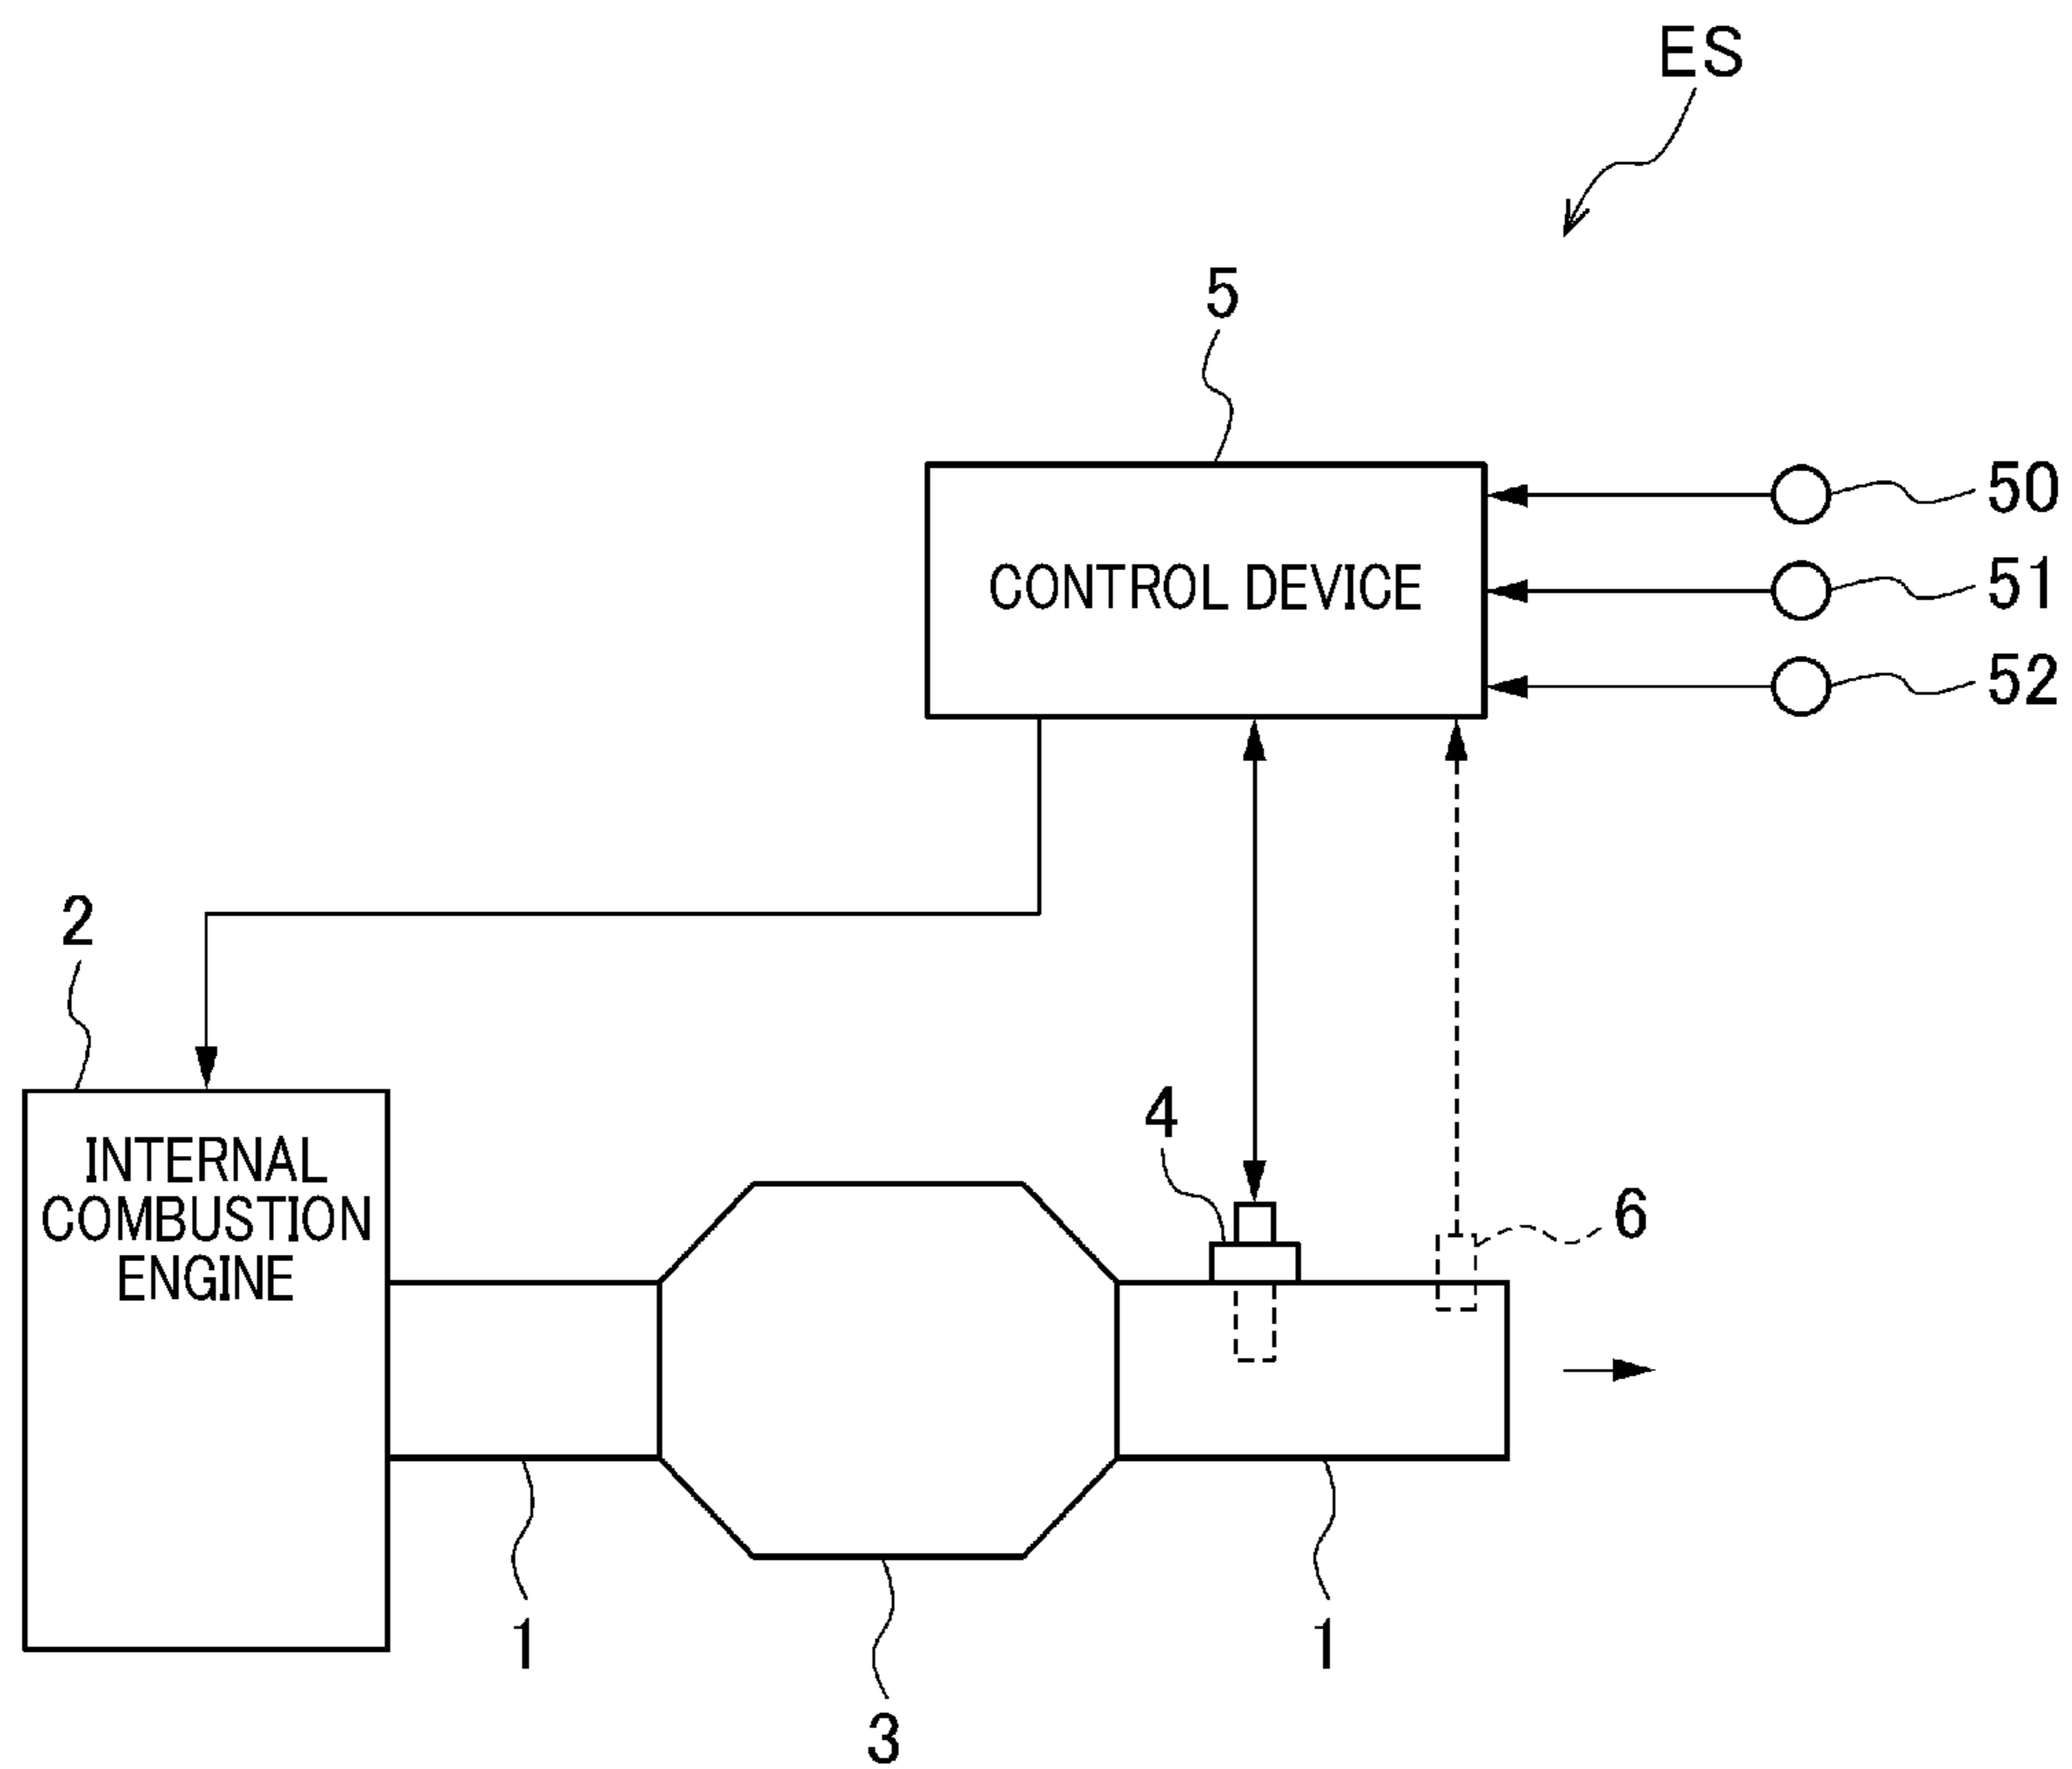 ES
5
50
CONTROL DEVICE
51
52
2
4
INTERNAL
COMBUSTION
ENGINE
6
1
1
3